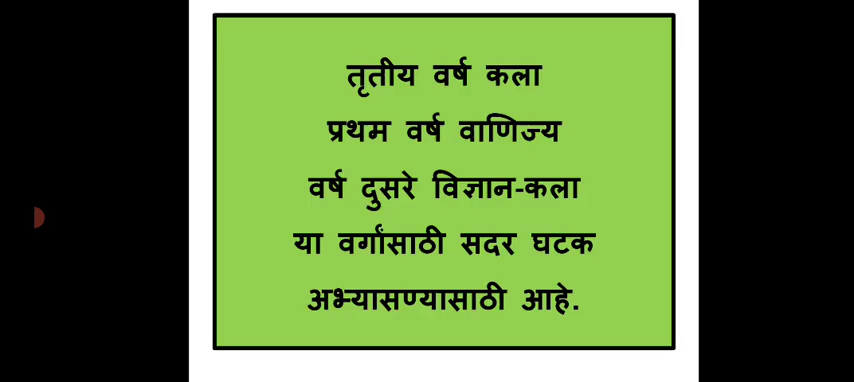 तृतीय वर्ष कला
प्रथम वर्ष वाणिज्य
वर्ष दुसरे विज्ञान-कला
या वर्गांसाठी सदर घटक
अभ्यासण्यासाठी आहे.